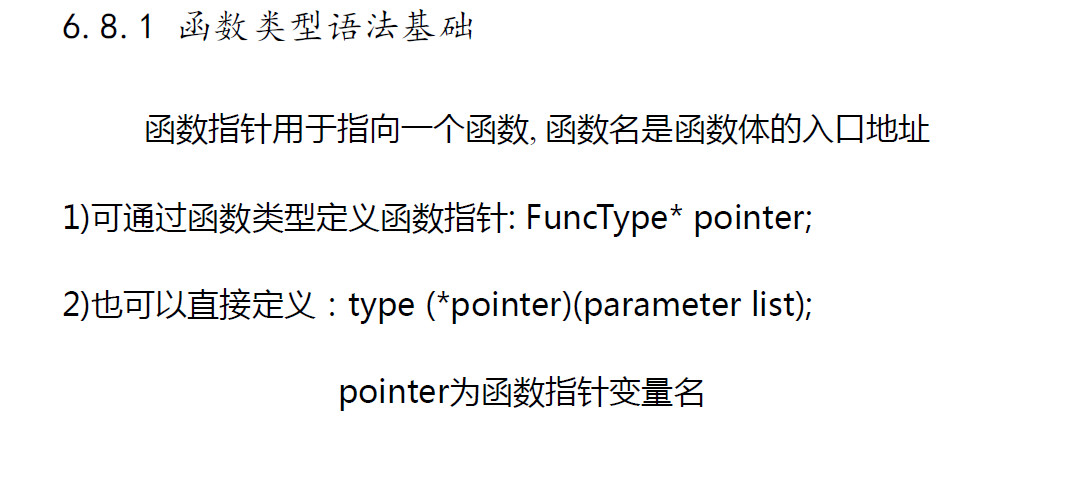 6.8.1 函数类型语法基础
函数指针用于指向一个函数, 函数名是函数体的入口地址
1)可通过函数类型定义函数指针: FuncType* pointer;
2)也可以直接定义：type (*pointer)(parameter list);
pointer为函数指针变量名